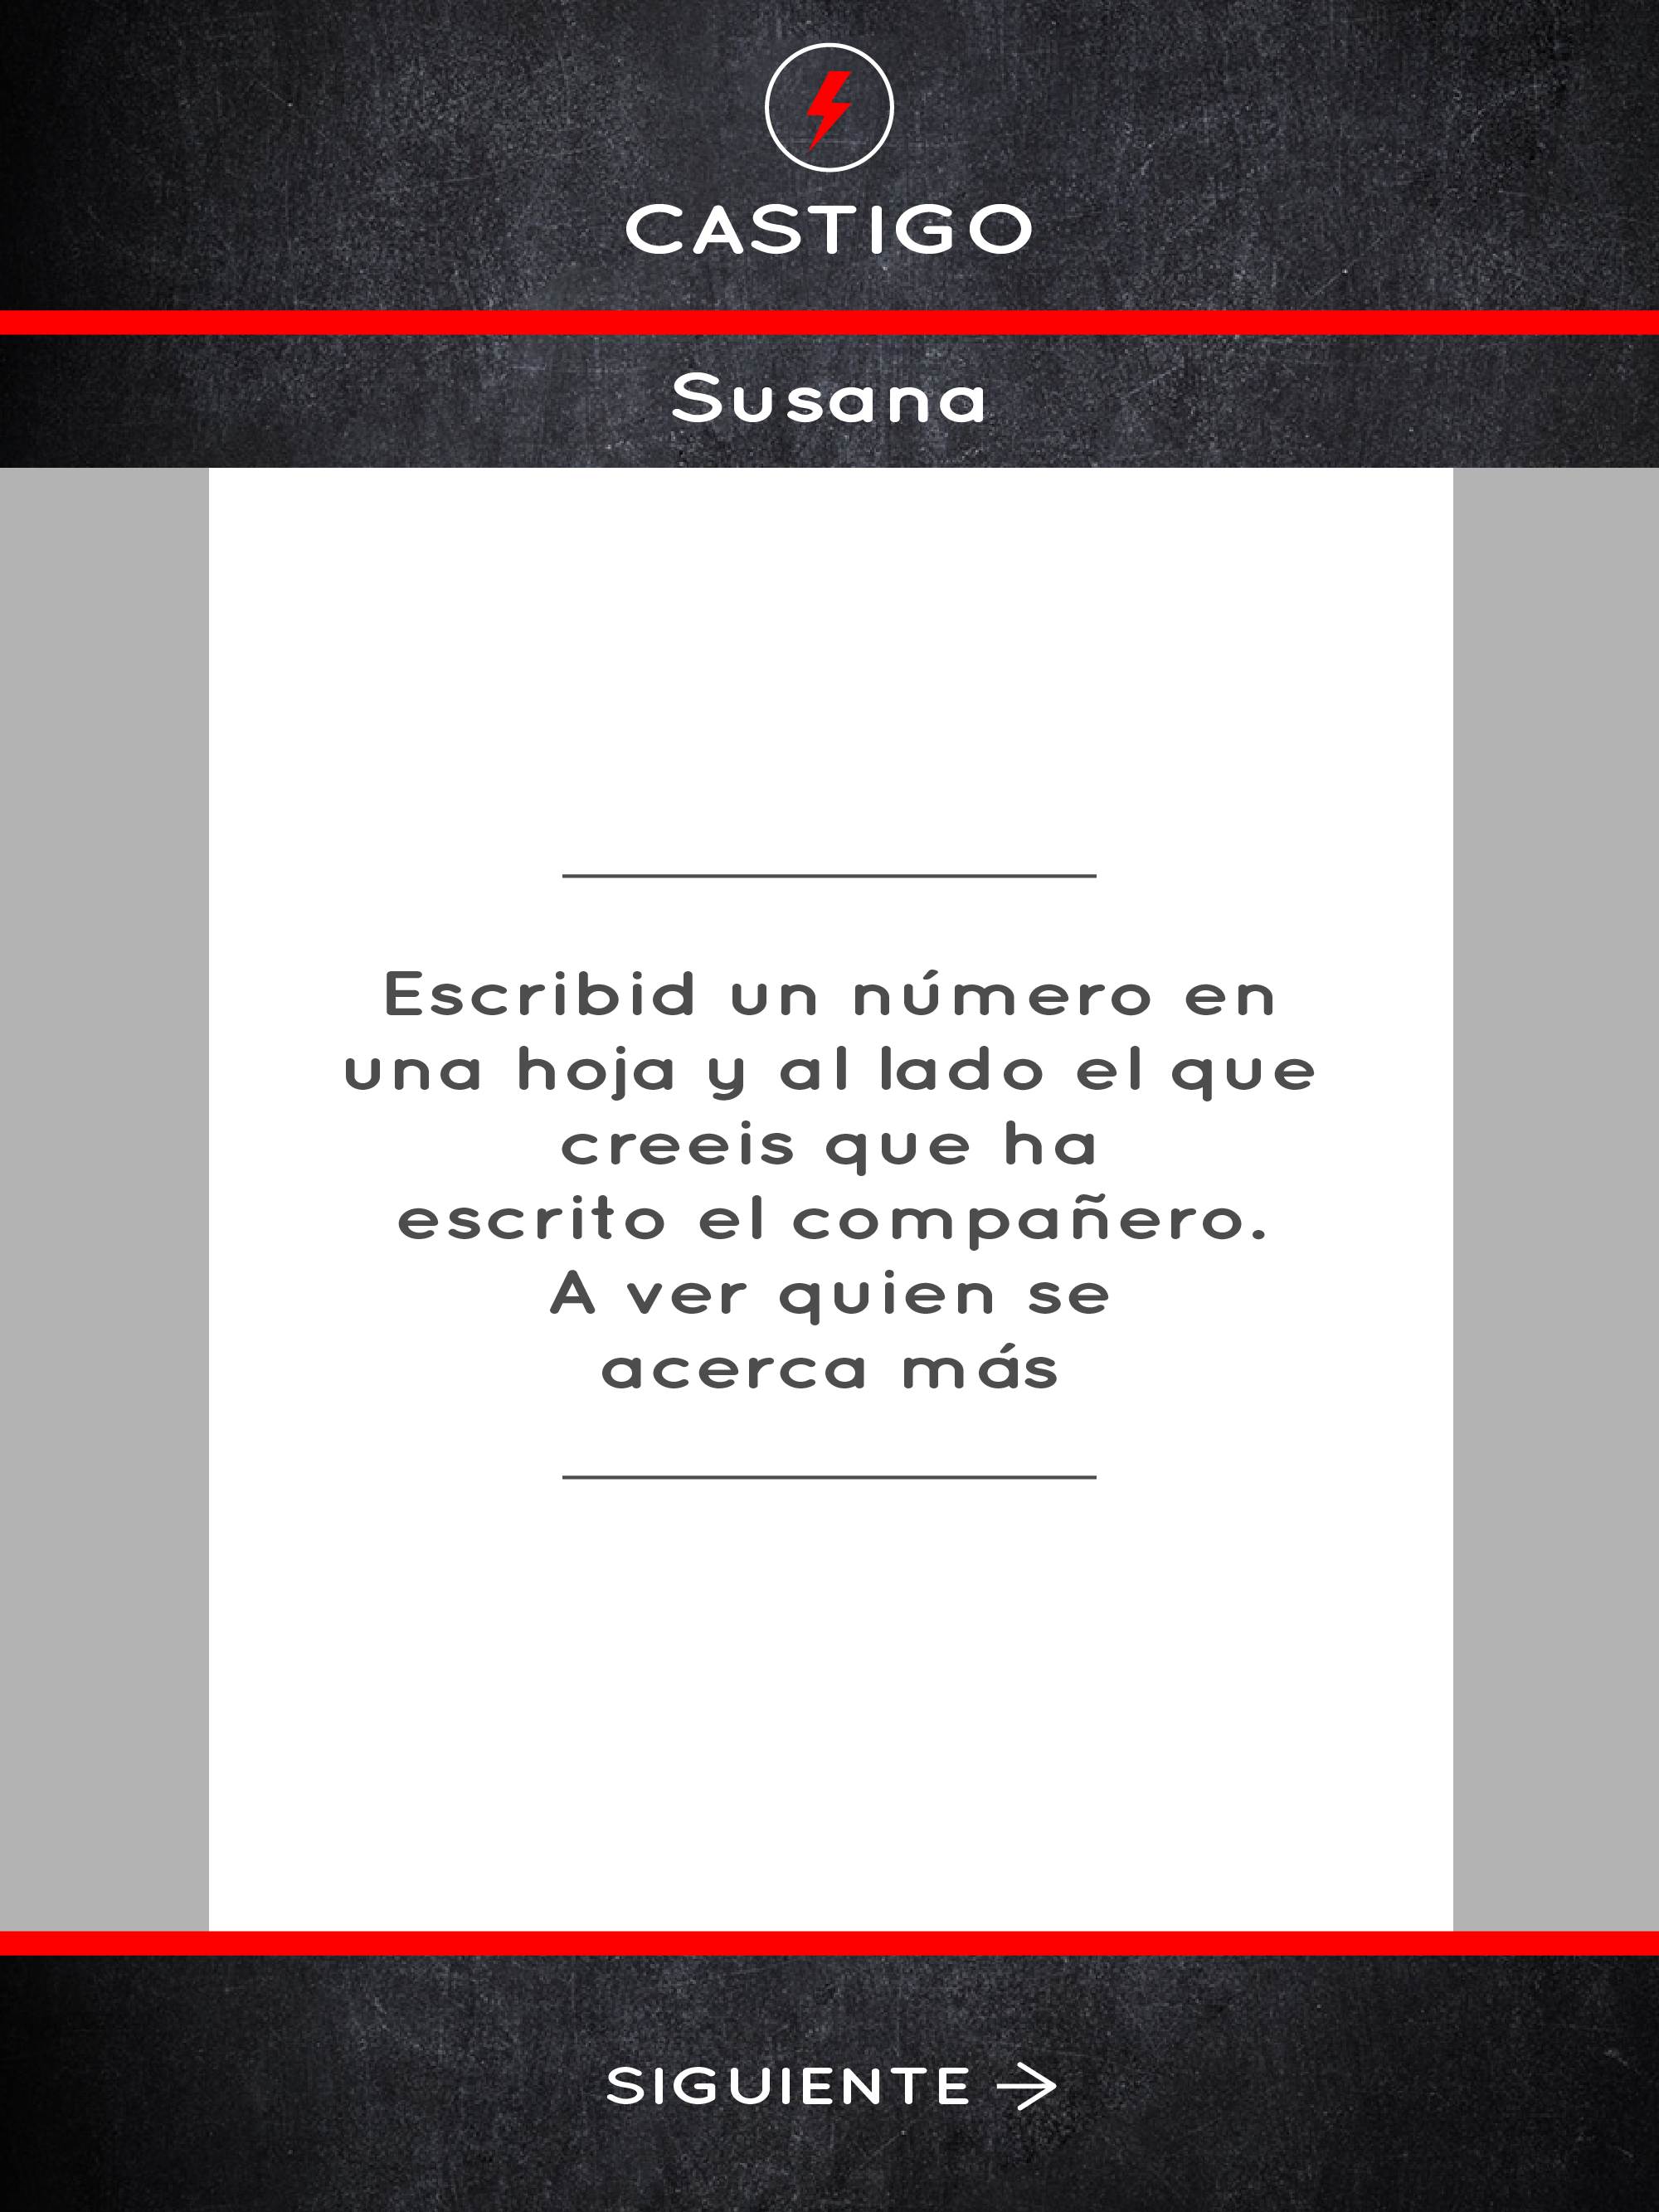 CASTIGO
Susana
Escribid un número en
una hoja y al lado el que
creeis que ha
escrito el compañero.
A ver quien se
acerca más
SIGUIENTE